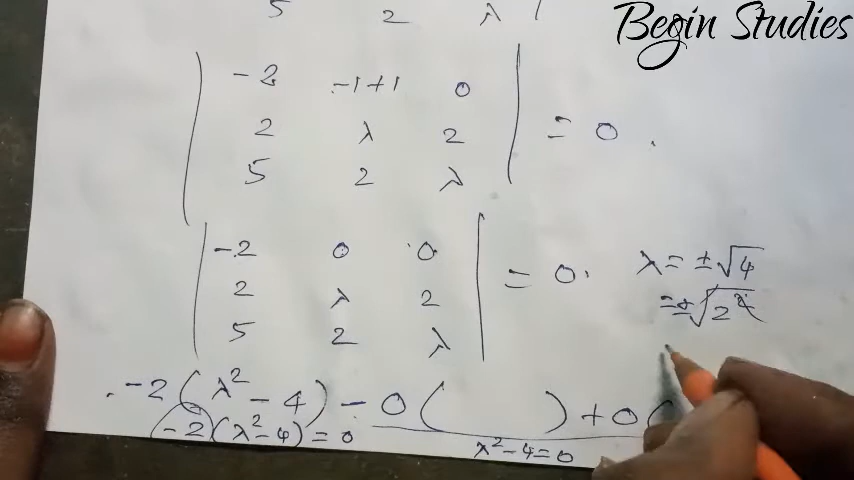 Begin Studies
5 2 λ |
| -2 -1+1 0 |
| 2 λ 2 | = 0.
| 5 2 λ |
| -2 0 0 |
| 2 λ 2 | = 0.
| 5 2 λ |
λ = ±√4
= ±√2²
-2(λ² - 4) - 0( ) + 0(
-2(λ²-4) = 0
λ²-4=0